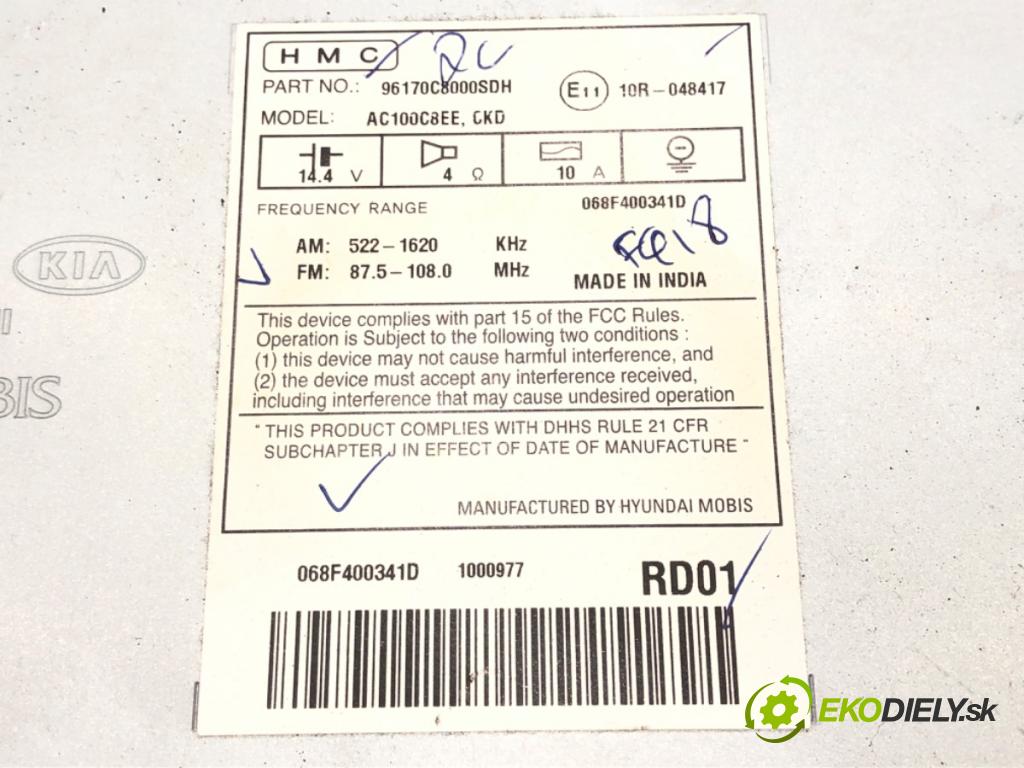 HMC
PART NO.: 96170C8000SDH
E11 10R-048417
MODEL: AC100C8EE, CKD
14.4 V 4 Ω 10 A
FREQUENCY RANGE 068F400341D
AM: 522-1620 KHz
FM: 87.5-108.0 MHz
MADE IN INDIA
This device complies with part 15 of the FCC Rules.
Operation is Subject to the following two conditions :
(1) this device may not cause harmful interference, and
(2) the device must accept any interference received,
including interference that may cause undesired operation
" THIS PRODUCT COMPLIES WITH DHHS RULE 21 CFR
SUBCHAPTER J IN EFFECT OF DATE OF MANUFACTURE "
MANUFACTURED BY HYUNDAI MOBIS
068F400341D 1000977 RD01
KIA
BIS
EKODIELY.sk